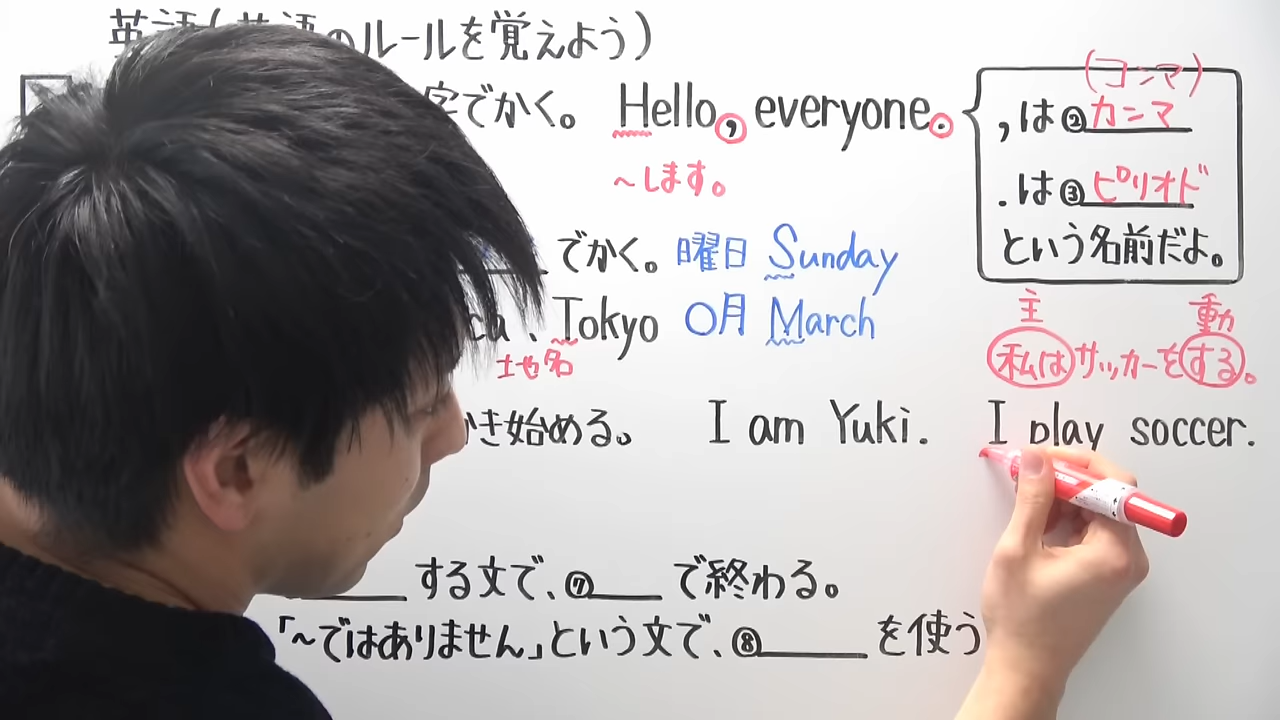 英語(英語のルールを覚えよう)
字でかく。 Hello, everyone.
(コンマ)
, は②カンマ
~します。
. は③ピリオド
という名前だよ。
でかく。 曜日 Sunday
Tokyo 〇月 March
土地名
主 動
私は サッカーを する。
き始める。 I am Yuki. I play soccer.
する文で、⑦ で終わる。
「~ではありません」という文で、⑧ を使う